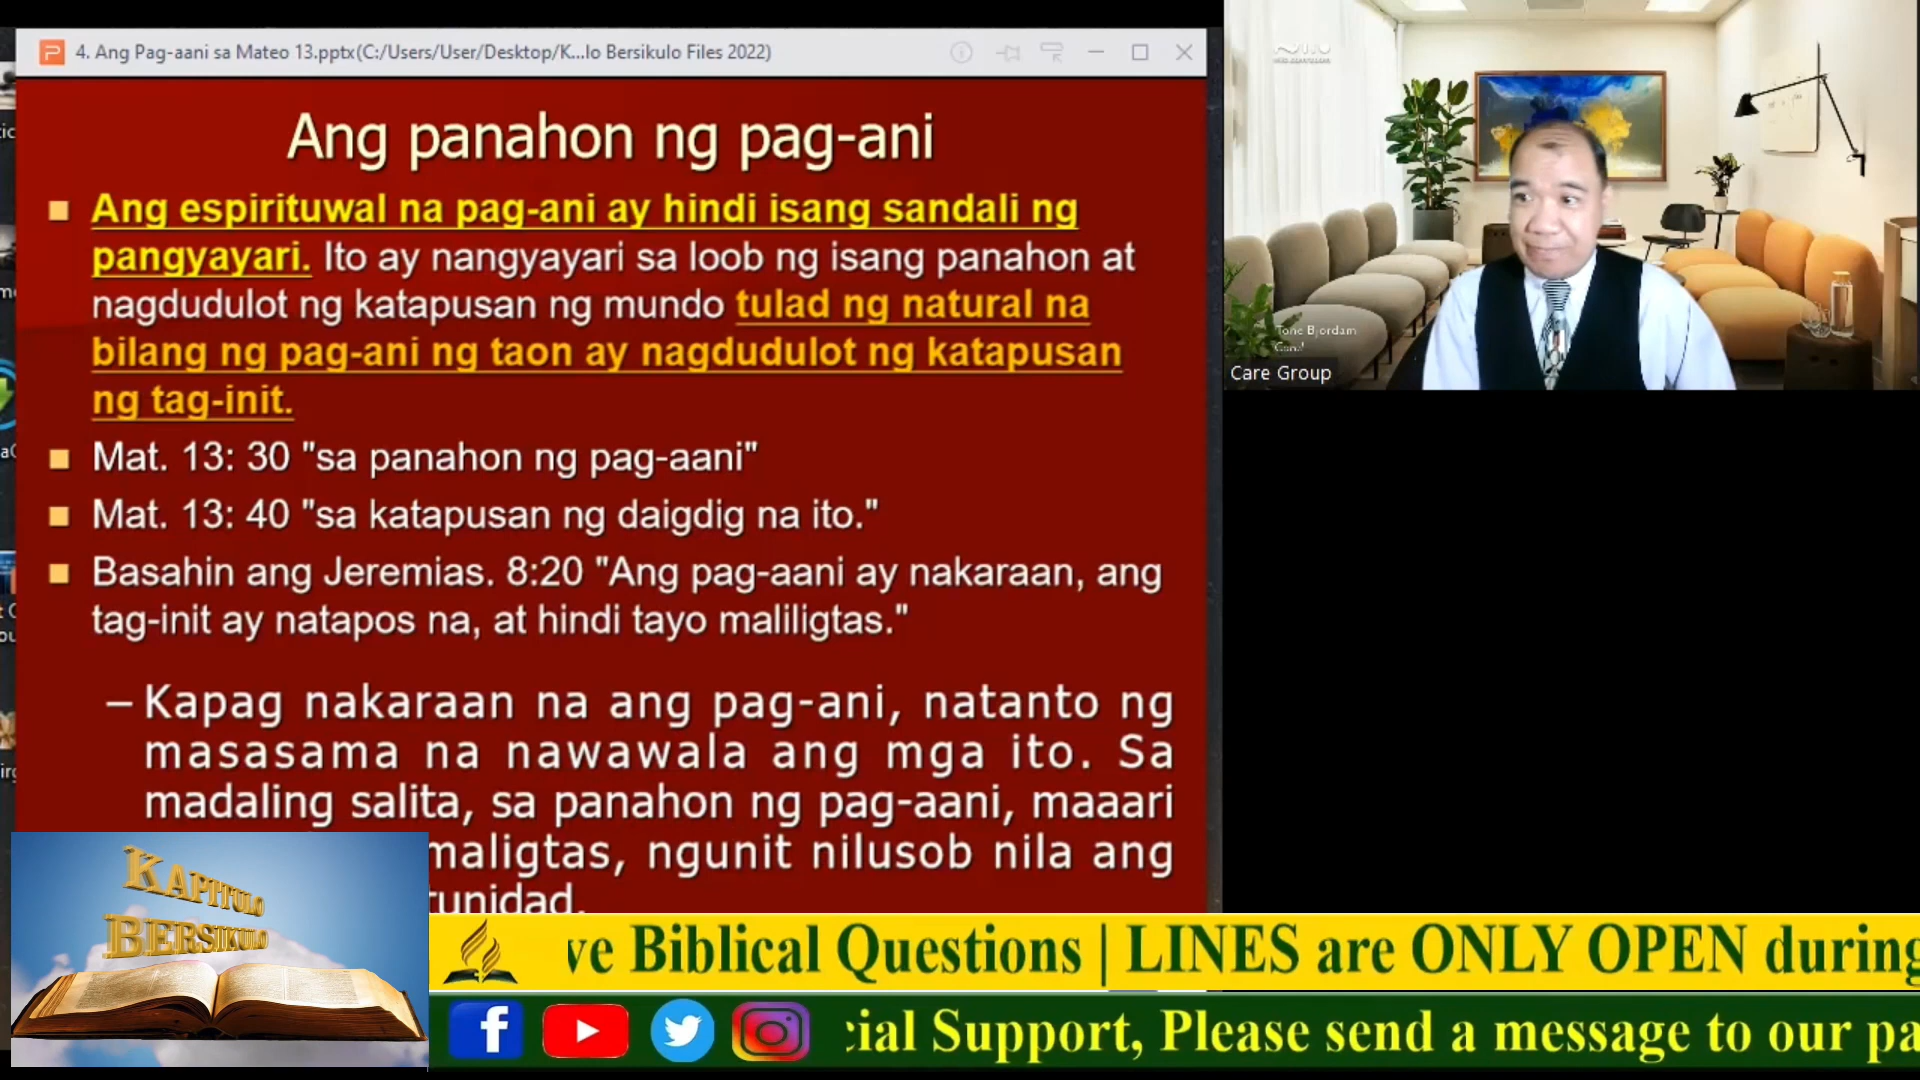 4. Ang Pag-aani sa Mateo 13.pptx(C:/Users/User/Desktop/K...lo Bersikulo Files 2022)
Ang panahon ng pag-ani
Ang espirituwal na pag-ani ay hindi isang sandali ng
pangyayari. Ito ay nangyayari sa loob ng isang panahon at
nagdudulot ng katapusan ng mundo tulad ng natural na
bilang ng pag-ani ng taon ay nagdudulot ng katapusan
ng tag-init.
Mat. 13: 30 "sa panahon ng pag-aani"
Mat. 13: 40 "sa katapusan ng daigdig na ito."
Basahin ang Jeremias. 8:20 "Ang pag-aani ay nakaraan, ang
tag-init ay natapos na, at hindi tayo maliligtas."
– Kapag nakaraan na ang pag-ani, natanto ng
masasama na nawawala ang mga ito. Sa
madaling salita, sa panahon ng pag-aani, maaari
maligtas, ngunit nilusob nila ang
tunidad.
Tone Bjordam
Care Group
KAPITULO
BERSIKULO
ve Biblical Questions | LINES are ONLY OPEN during
cial Support, Please send a message to our pa